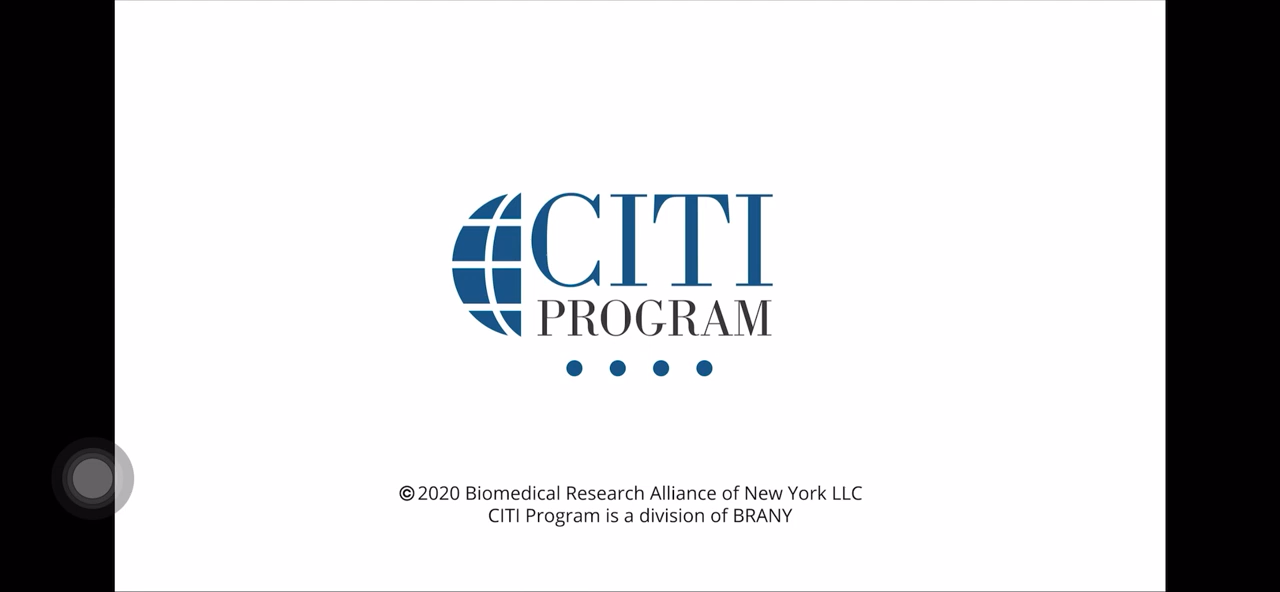 CITI
PROGRAM
©2020 Biomedical Research Alliance of New York LLC
CITI Program is a division of BRANY